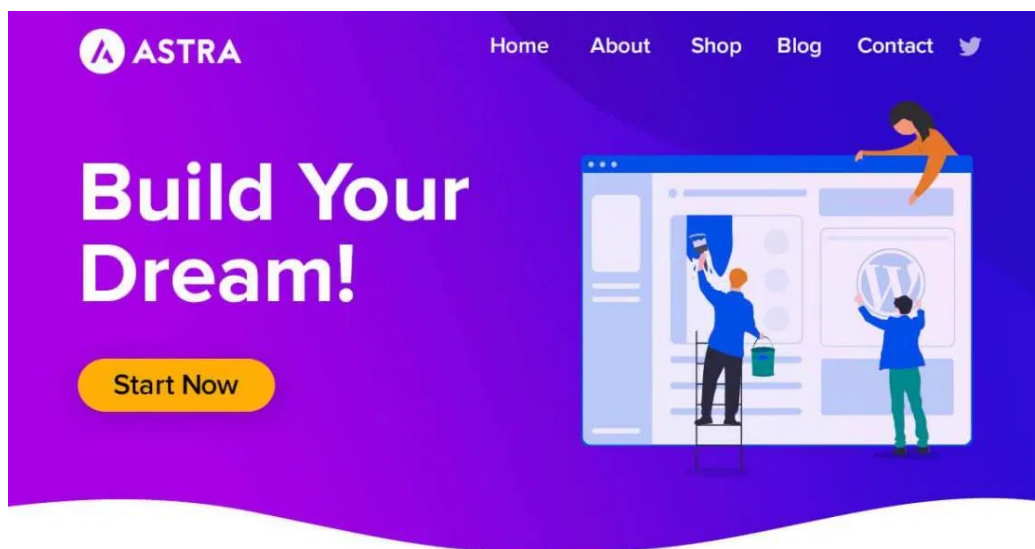 ASTRA
Home About Shop Blog Contact
Build Your
Dream!
Start Now
W